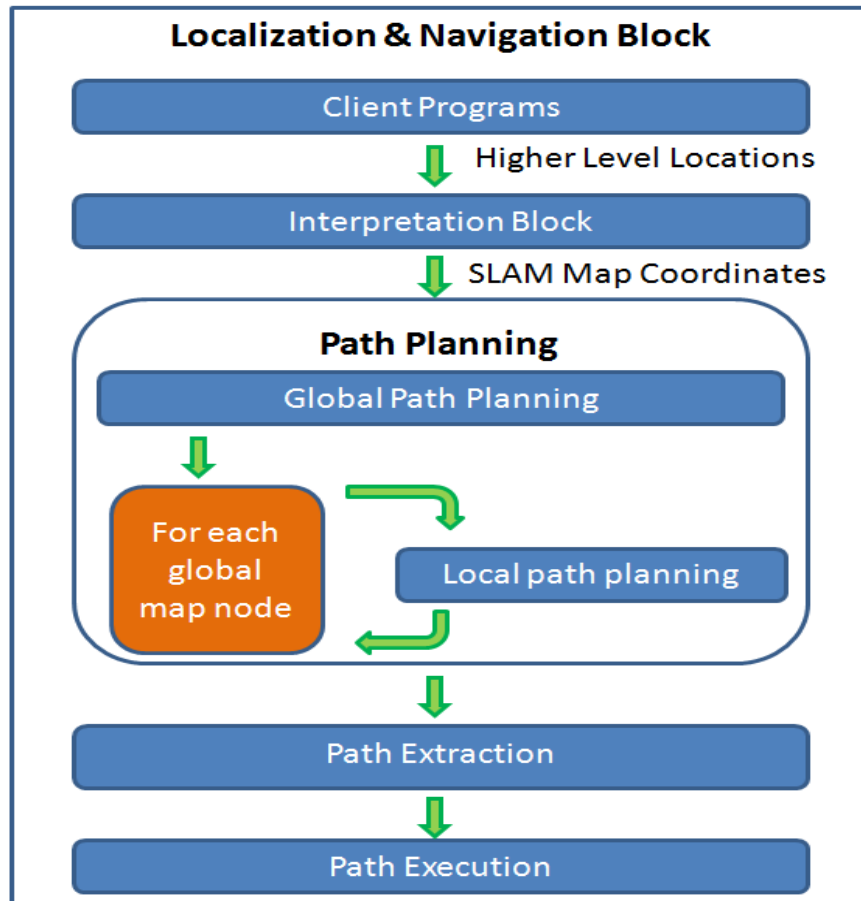 Localization & Navigation Block
Client Programs
Higher Level Locations
Interpretation Block
SLAM Map Coordinates
Path Planning
Global Path Planning
For each
global
map node
Local path planning
Path Extraction
Path Execution